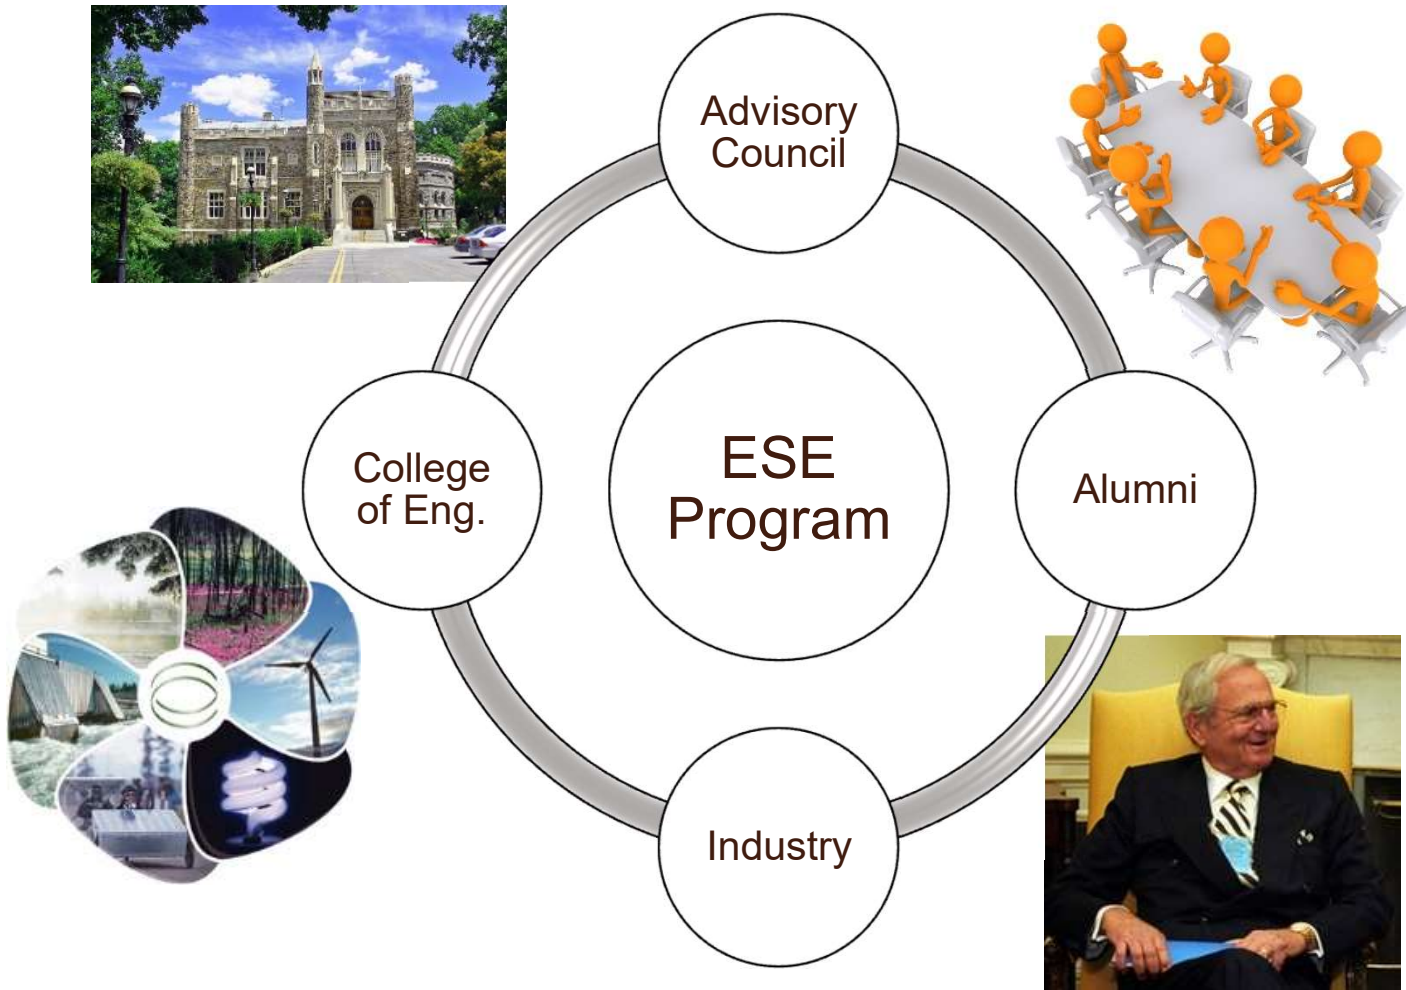 Advisory
Council
College
of Eng.
ESE
Program
Alumni
Industry